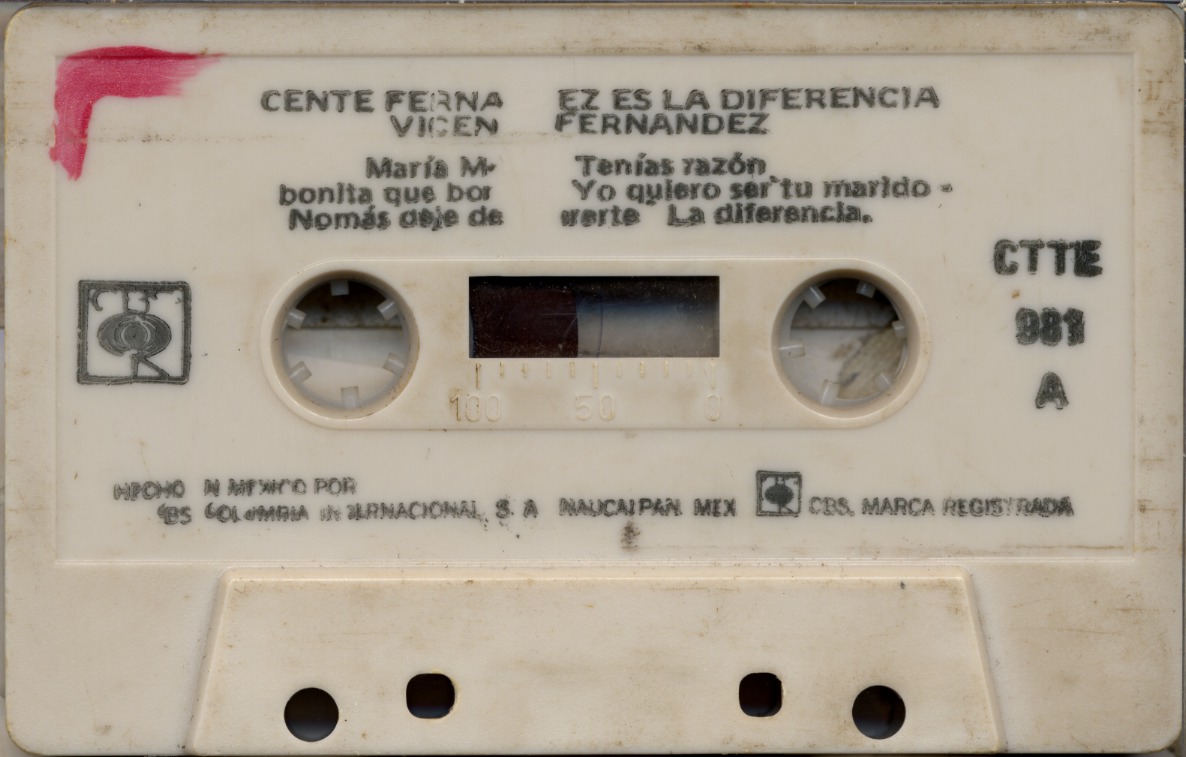 CENTE FERNA EZ ES LA DIFERENCIA
VICEN FERNANDEZ
María M Tenías razón
bonita que bor Yo quiero ser tu marido -
Nomás deje de La diferencia.
CBS
CTTE
981
A
100 50 0
HECHO N MEXICO POR
CBS COLUMBIA INTERNACIONAL, S. A NAUCALPAN. MEX CBS. MARCA REGISTRADA